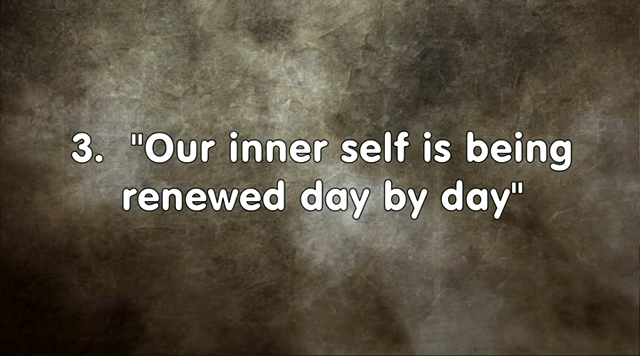 3. "Our inner self is being
renewed day by day"